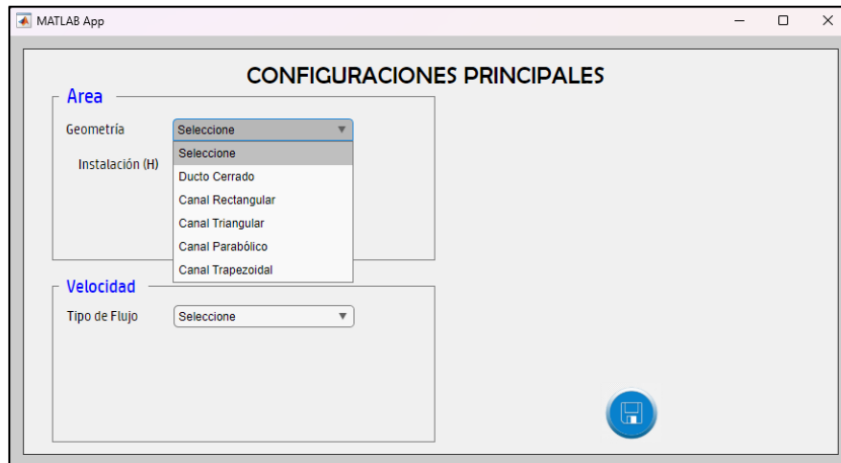 MATLAB App
CONFIGURACIONES PRINCIPALES
Area
Geometría Seleccione
Seleccione
Instalación (H)
Ducto Cerrado
Canal Rectangular
Canal Triangular
Canal Parabólico
Canal Trapezoidal
Velocidad
Tipo de Flujo Seleccione